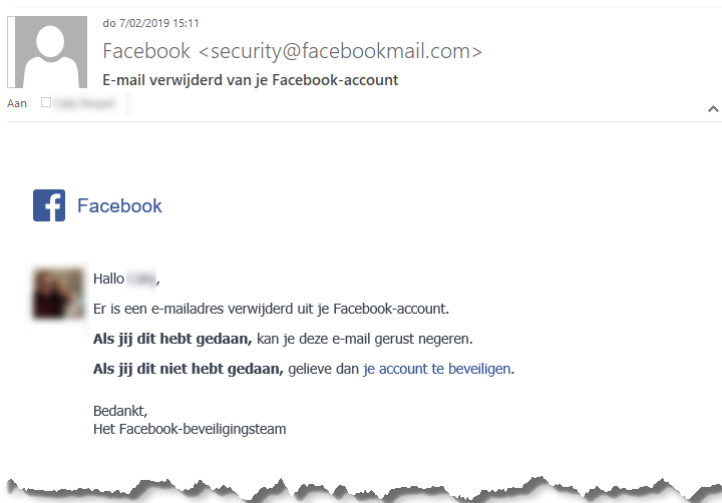 do 7/02/2019 15:11
Facebook <security@facebookmail.com>
E-mail verwijderd van je Facebook-account
Aan
Facebook
Hallo ,
Er is een e-mailadres verwijderd uit je Facebook-account.
Als jij dit hebt gedaan, kan je deze e-mail gerust negeren.
Als jij dit niet hebt gedaan, gelieve dan je account te beveiligen.
Bedankt,
Het Facebook-beveiligingsteam